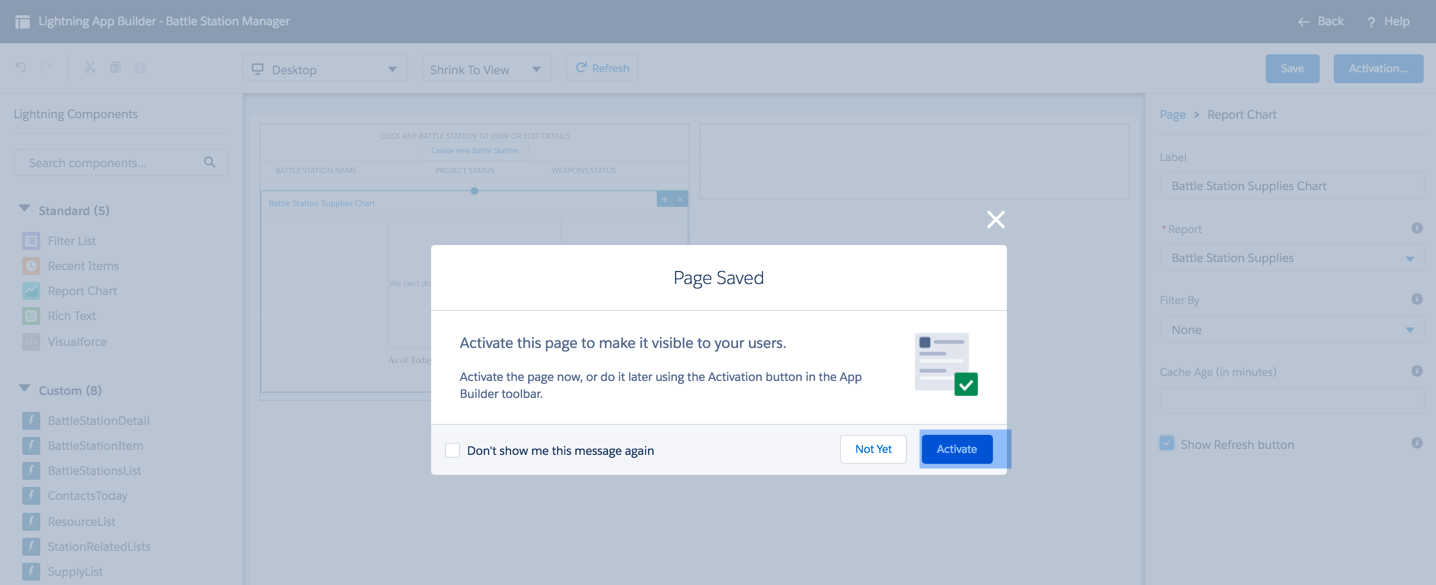 Lightning App Builder - Battle Station Manager
Back
? Help
Desktop
Shrink To View
Refresh
Save
Activation...
Lightning Components
Search components...
Standard (5)
Filter List
Recent Items
Report Chart
Rich Text
Visualforce
Custom (8)
BattleStationDetail
BattleStationItem
BattleStationsList
ContactsToday
ResourceList
StationRelatedLists
SupplyList
CLICK ANY BATTLE STATION TO VIEW OR EDIT DETAILS
Create new Battle Station
BATTLE STATION NAME PROJECT STATUS WEAPONS STATUS
Battle Station Supplies Chart
We can't
As of Today
Page Saved
Activate this page to make it visible to your users.
Activate the page now, or do it later using the Activation button in the App
Builder toolbar.
Don't show me this message again
Not Yet
Activate
Page > Report Chart
Label
Battle Station Supplies Chart
*Report
Battle Station Supplies
Filter By
None
Cache Age (in minutes)
Show Refresh button